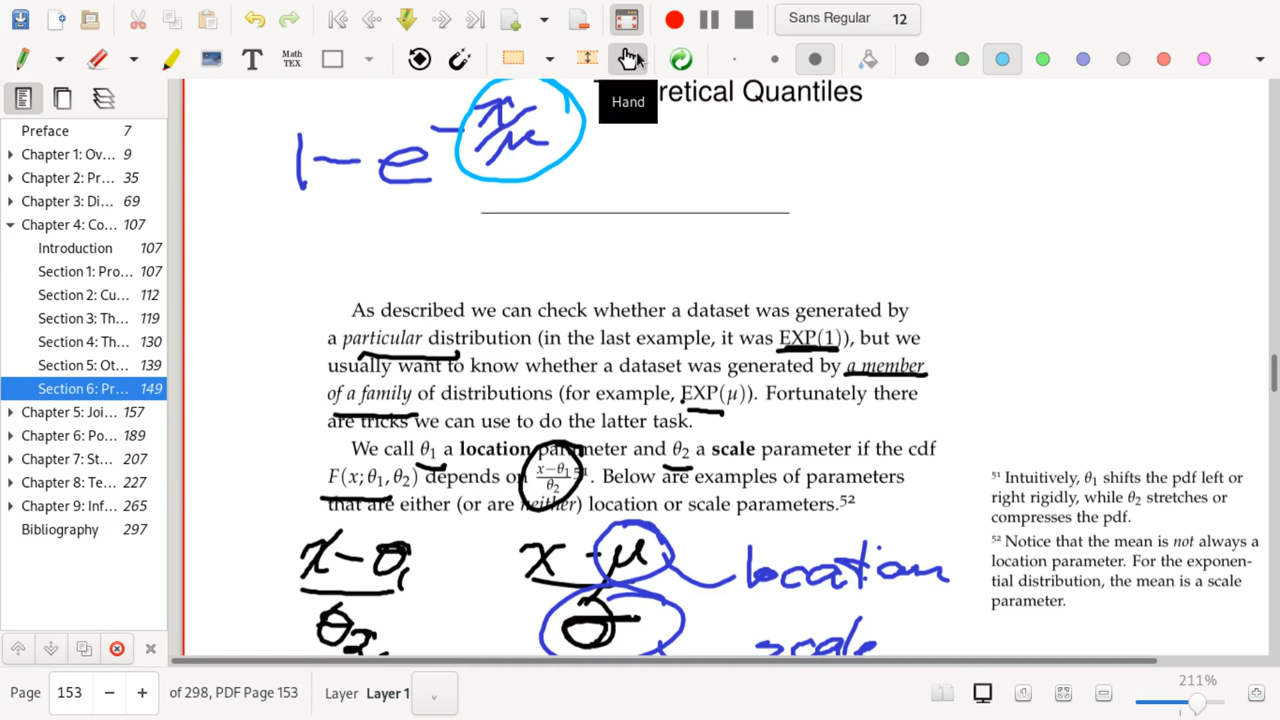 Sans Regular 12
T Math TEX
Hand
Preface 7
Chapter 1: Ov... 9
Chapter 2: Pr... 35
Chapter 3: Di... 69
Chapter 4: Co... 107
Introduction 107
Section 1: Pro... 107
Section 2: Cu... 112
Section 3: Th... 119
Section 4: Th... 130
Section 5: Ot... 139
Section 6: Pr... 149
Chapter 5: Joi... 157
Chapter 6: Po... 189
Chapter 7: St... 207
Chapter 8: Te... 227
Chapter 9: Inf... 265
Bibliography 297
retical Quantiles
1 - e^-x/μ
As described we can check whether a dataset was generated by
a particular distribution (in the last example, it was EXP(1)), but we
usually want to know whether a dataset was generated by a member
of a family of distributions (for example, EXP(μ)). Fortunately there
are tricks we can use to do the latter task.
We call θ₁ a location parameter and θ₂ a scale parameter if the cdf
F(x; θ₁, θ₂) depends on x−θ₁/θ₂ ⁵¹. Below are examples of parameters
that are either (or are neither) location or scale parameters.⁵²
⁵¹ Intuitively, θ₁ shifts the pdf left or
right rigidly, while θ₂ stretches or
compresses the pdf.
⁵² Notice that the mean is not always a
location parameter. For the exponen-
tial distribution, the mean is a scale
parameter.
x - θ₁ x - μ location
θ₂ σ scale
Page 153 − + of 298, PDF Page 153 Layer Layer 1 211%